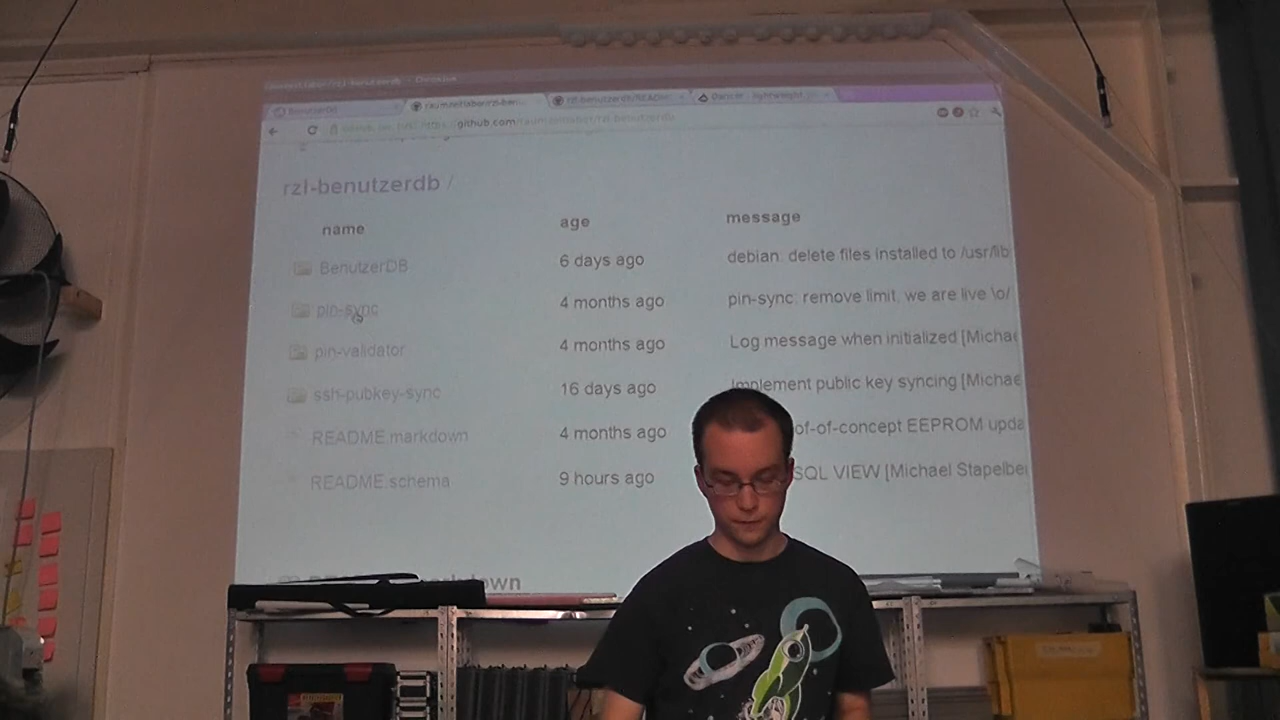 github.com
rzl-benutzerdb /
name age message
BenutzerDB 6 days ago debian: delete files installed to /usr/lib
pin-sync 4 months ago pin-sync: remove limit, we are live \o/
pin-validator 4 months ago Log message when initialized [Michae
ssh-pubkey-sync 16 days ago Implement public key syncing [Michae
README.markdown 4 months ago of-of-concept EEPROM upda
README.schema 9 hours ago SQL VIEW [Michael Stapelber